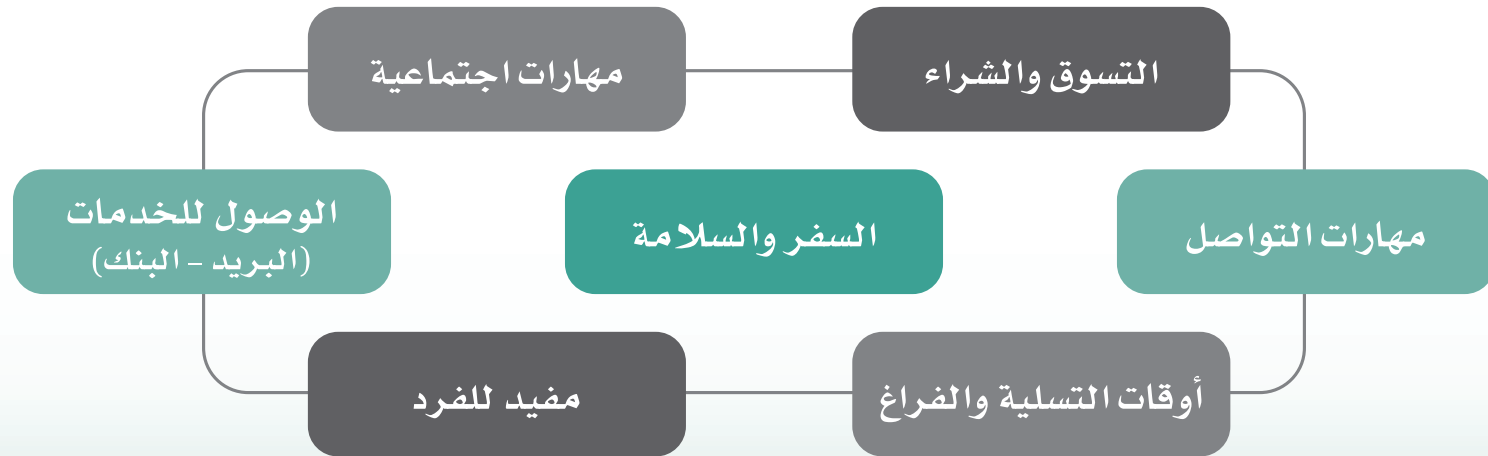 التسوق والشراء
مهارات اجتماعية
مهارات التواصل
السفر والسلامة
الوصول للخدمات
(البريد – البنك)
أوقات التسلية والفراغ
مفيد للفرد